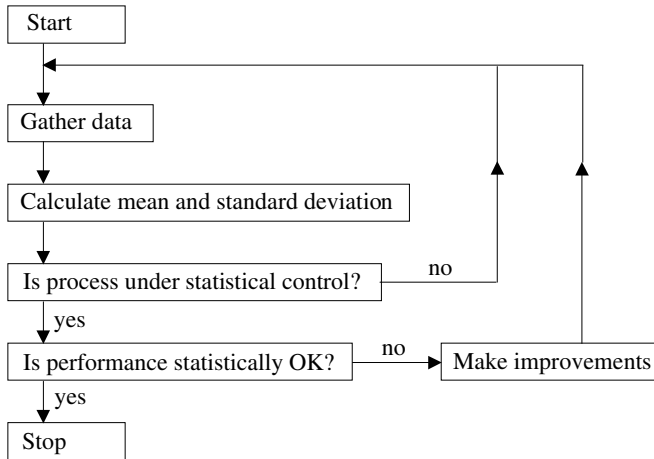 Start
Gather data
Calculate mean and standard deviation
Is process under statistical control?
no
yes
Is performance statistically OK?
no
Make improvements
yes
Stop